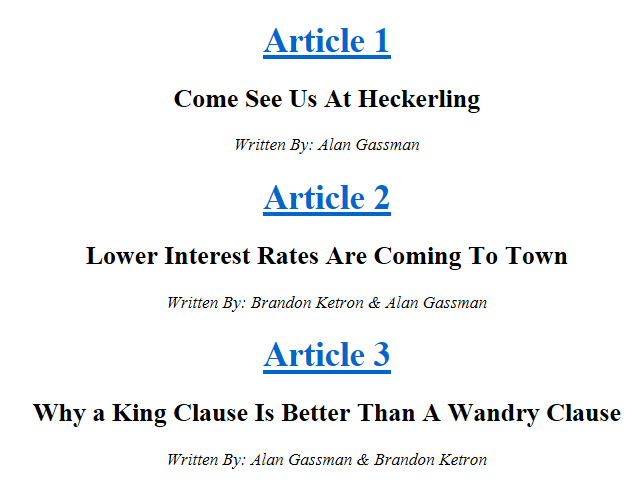 Article 1
Come See Us At Heckerling
Written By: Alan Gassman
Article 2
Lower Interest Rates Are Coming To Town
Written By: Brandon Ketron & Alan Gassman
Article 3
Why a King Clause Is Better Than A Wandry Clause
Written By: Alan Gassman & Brandon Ketron